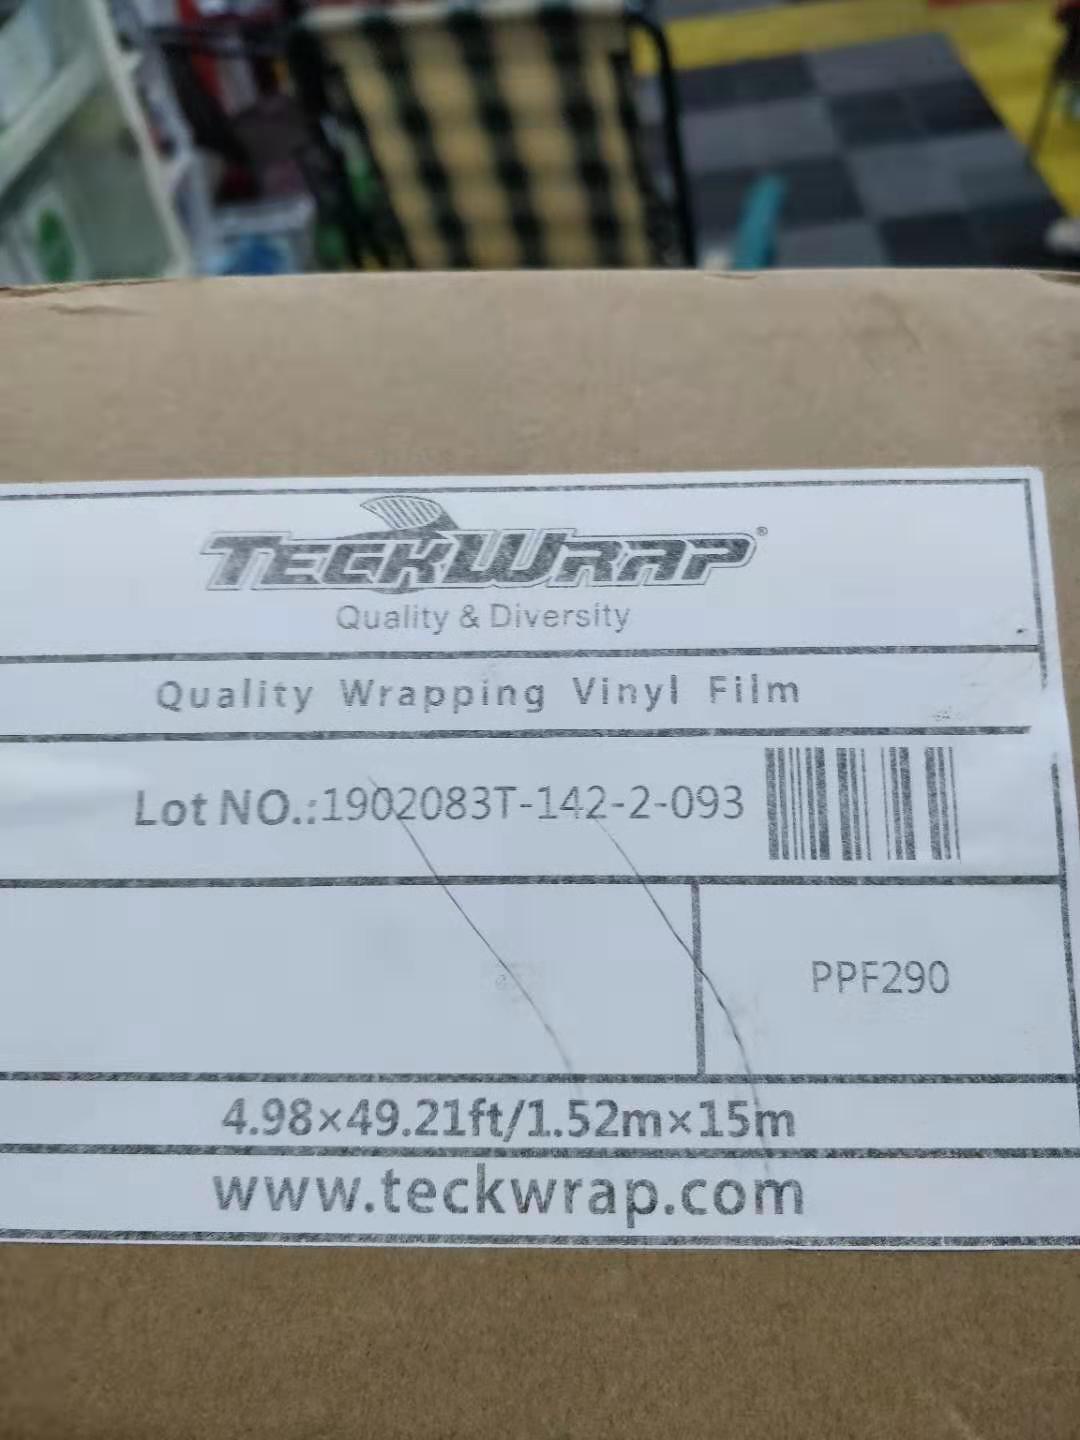 TECKWRAP®
Quality & Diversity
Quality Wrapping Vinyl Film
Lot NO.:1902083T-142-2-093
PPF290
4.98×49.21ft/1.52m×15m
www.teckwrap.com